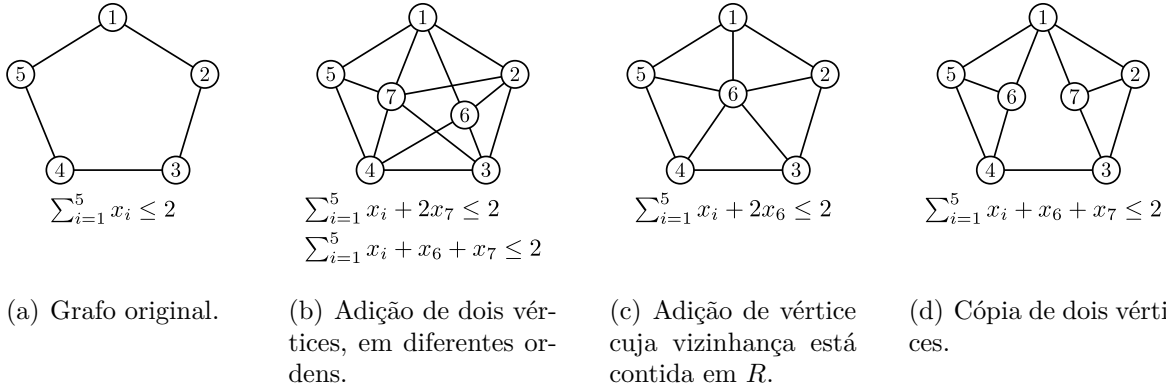 1
5
2
4
3
∑⁵ᵢ₌₁ xᵢ ≤ 2
(a) Grafo original.
1
5
2
7
6
4
3
∑⁵ᵢ₌₁ xᵢ + 2x₇ ≤ 2
∑⁵ᵢ₌₁ xᵢ + x₆ + x₇ ≤ 2
(b) Adição de dois vér-
tices, em diferentes or-
dens.
1
5
2
6
4
3
∑⁵ᵢ₌₁ xᵢ + 2x₆ ≤ 2
(c) Adição de vértice
cuja vizinhança está
contida em R.
1
5
2
6
7
4
3
∑⁵ᵢ₌₁ xᵢ + x₆ + x₇ ≤ 2
(d) Cópia de dois vérti
ces.